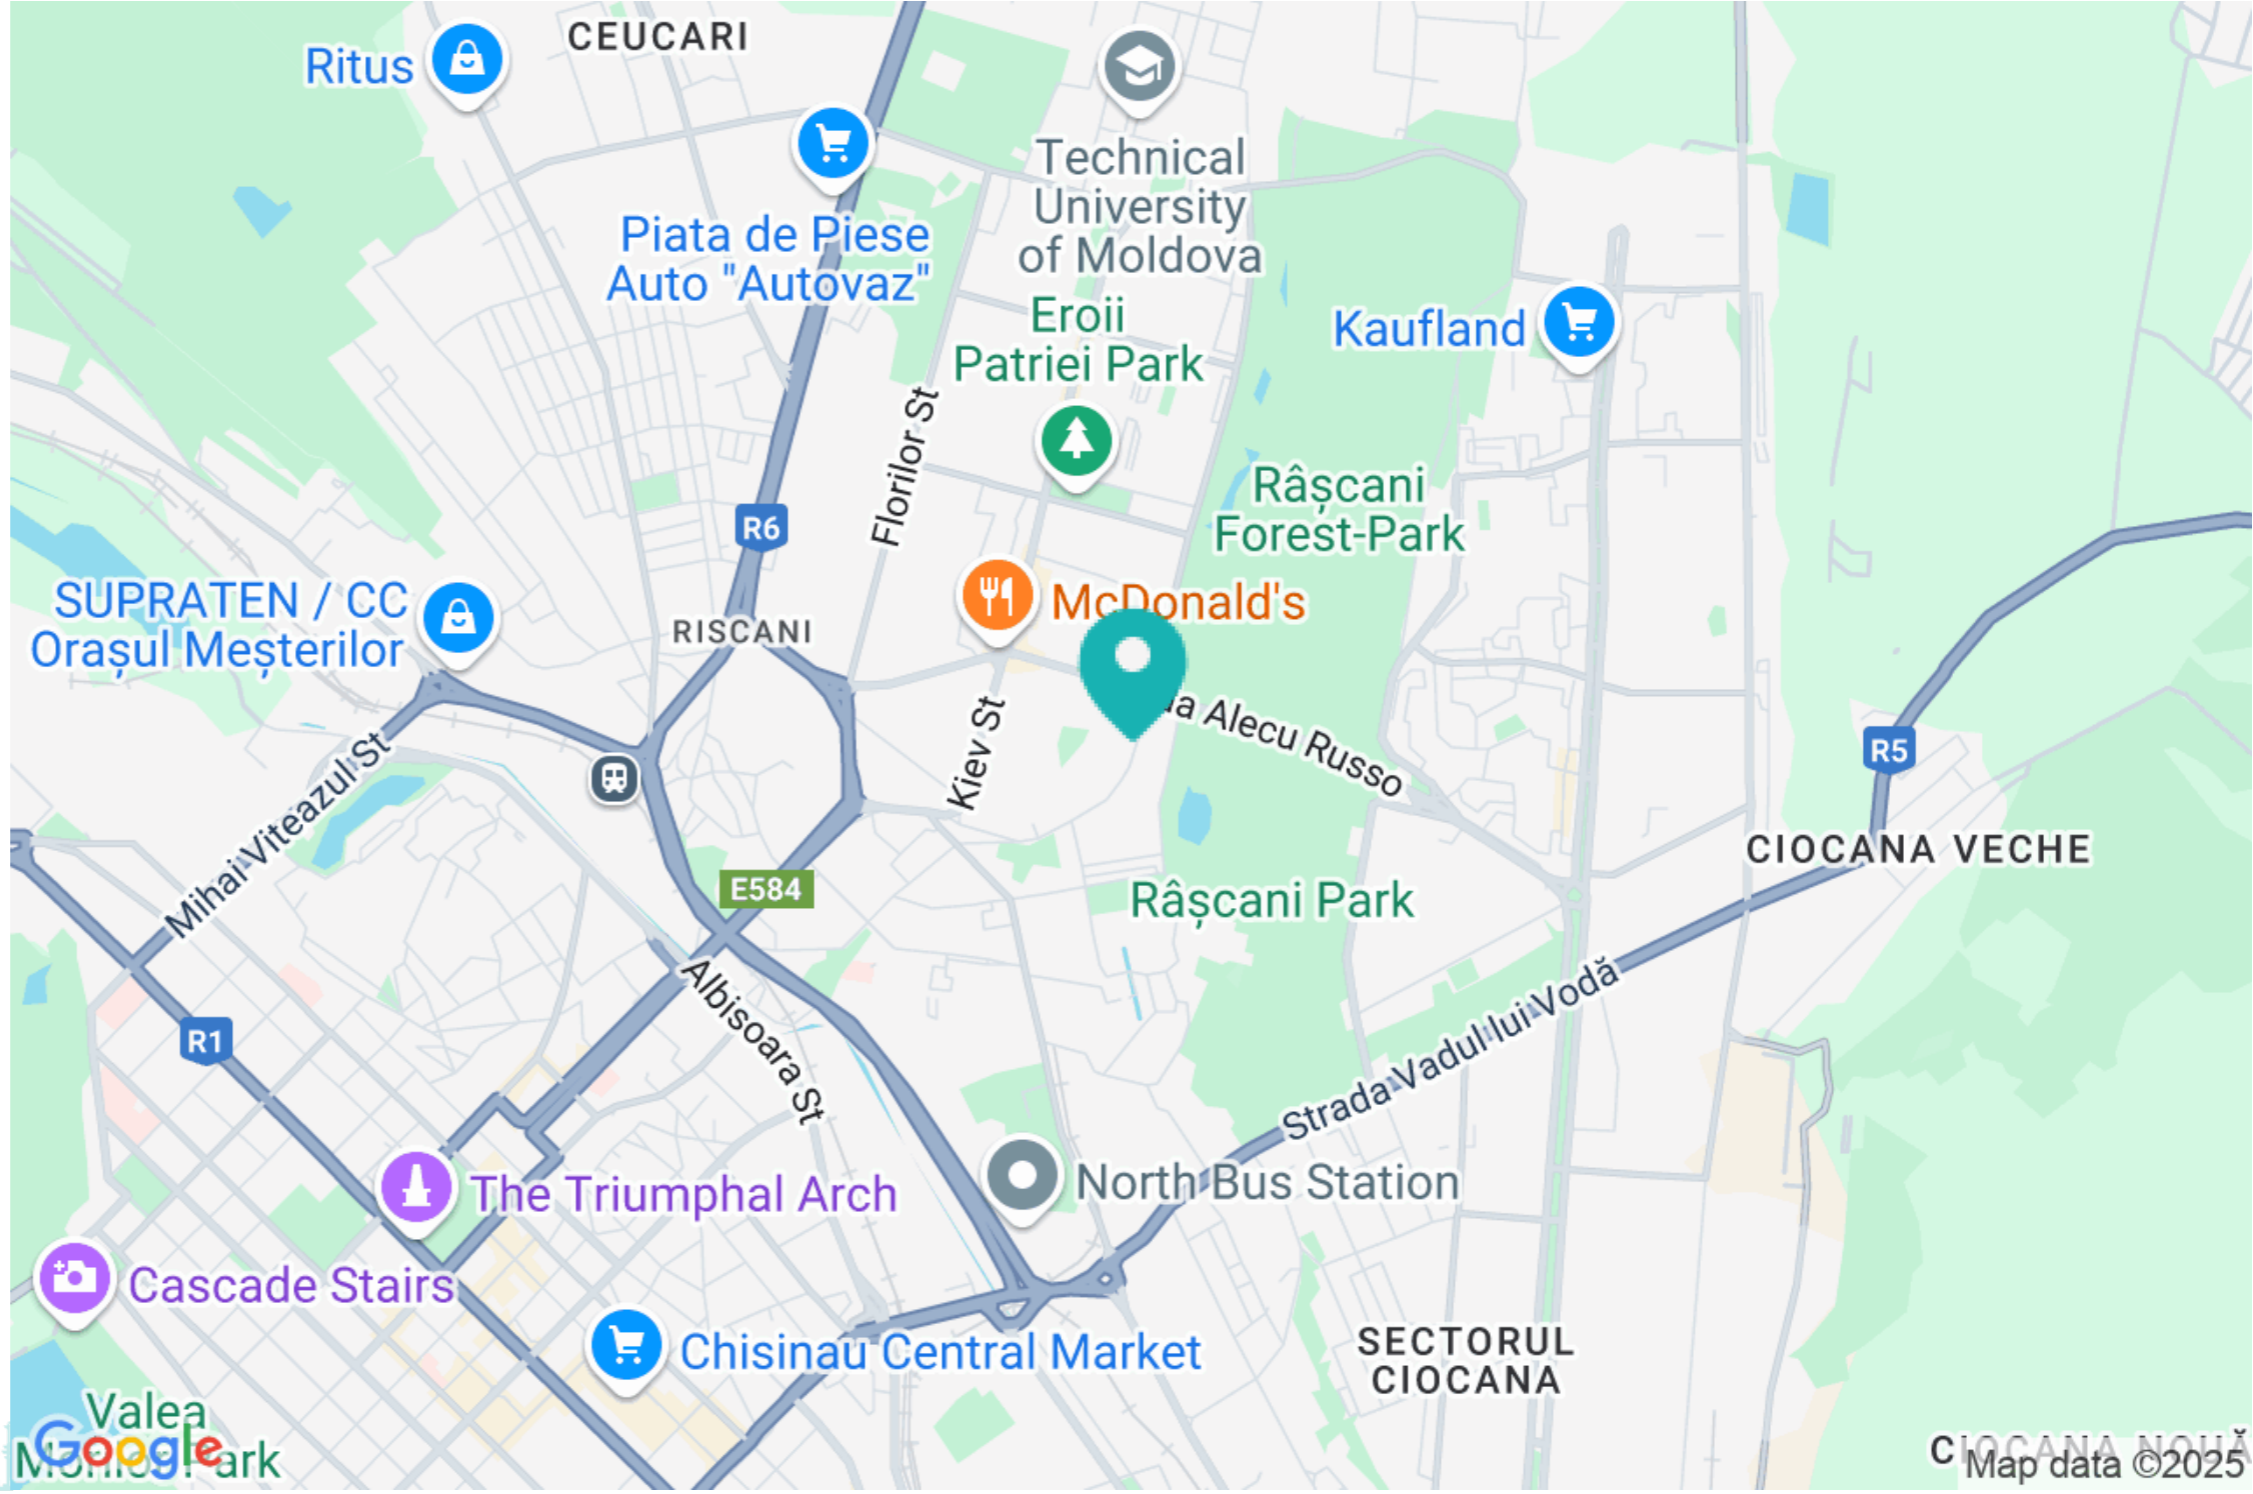 CEUCARI
Ritus
Technical
University
of Moldova
Piata de Piese
Auto "Autovaz"
Eroii
Patriei Park
Kaufland
Florilor St
Râșcani
Forest-Park
R6
SUPRATEN / CC
Orașul Meșterilor
McDonald's
RISCANI
Alecu Russo
Kiev St
R5
Mihai Viteazul St
CIOCANA VECHE
E584
Râșcani Park
Albisoara St
Strada Vadul lui Vodă
R1
North Bus Station
The Triumphal Arch
Cascade Stairs
Chisinau Central Market
SECTORUL
CIOCANA
Valea
Park
Google
CIOCANA NOUĂ
Map data ©2025